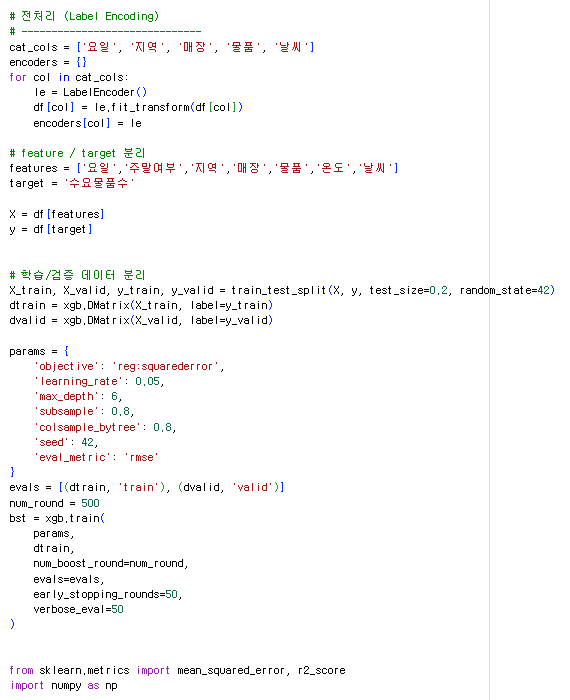 # 전처리 (Label Encoding)
# ------------------------------
cat_cols = ['요일', '지역', '매장', '물품', '날씨']
encoders = {}
for col in cat_cols:
    le = LabelEncoder()
    df[col] = le.fit_transform(df[col])
    encoders[col] = le
# feature / target 분리
features = ['요일','주말여부','지역','매장','물품','온도','날씨']
target = '수요물품수'
X = df[features]
y = df[target]
# 학습/검증 데이터 분리
X_train, X_valid, y_train, y_valid = train_test_split(X, y, test_size=0.2, random_state=42)
dtrain = xgb.DMatrix(X_train, label=y_train)
dvalid = xgb.DMatrix(X_valid, label=y_valid)
params = {
    'objective': 'reg:squarederror',
    'learning_rate': 0.05,
    'max_depth': 6,
    'subsample': 0.8,
    'colsample_bytree': 0.8,
    'seed': 42,
    'eval_metric': 'rmse'
}
evals = [(dtrain, 'train'), (dvalid, 'valid')]
num_round = 500
bst = xgb.train(
    params,
    dtrain,
    num_boost_round=num_round,
    evals=evals,
    early_stopping_rounds=50,
    verbose_eval=50
)
from sklearn.metrics import mean_squared_error, r2_score
import numpy as np